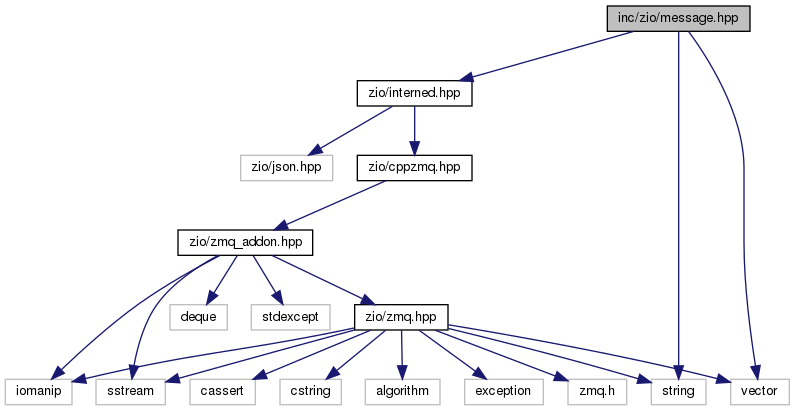 inc/zio/message.hpp
zio/interned.hpp
zio/json.hpp
zio/cppzmq.hpp
zio/zmq_addon.hpp
deque
stdexcept
zio/zmq.hpp
iomanip
sstream
cassert
cstring
algorithm
exception
zmq.h
string
vector